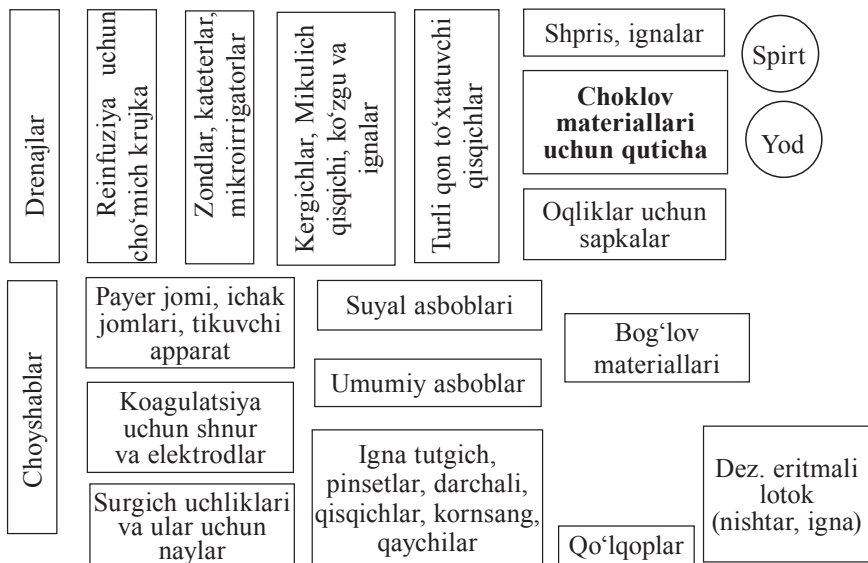 Drenajlar
Reinfuziya uchun
cho‘mich krujka
Zondlar, kateterlar,
mikroirrigatorlar
Kergichlar, Mikulich
qisqichi, ko‘zgu va
ignalar
Turli qon to‘xtatuvchi
qisqichlar
Shpris, ignalar
Spirt
Choklov
materiallari
uchun quticha
Yod
Oqliklar uchun
sapkalar
Choyshablar
Payer jomi, ichak
jomlari, tikuvchi
apparat
Suyal asboblari
Bog‘lov
materiallari
Umumiy asboblar
Koagulatsiya
uchun shnur
va elektrodlar
Igna tutgich,
pinsetlar, darchali,
qisqichlar, kornsang,
qaychilar
Dez. eritmali
lotok
(nishtar, igna)
Surgich uchliklari
va ular uchun
naylar
Qo‘lqoplar